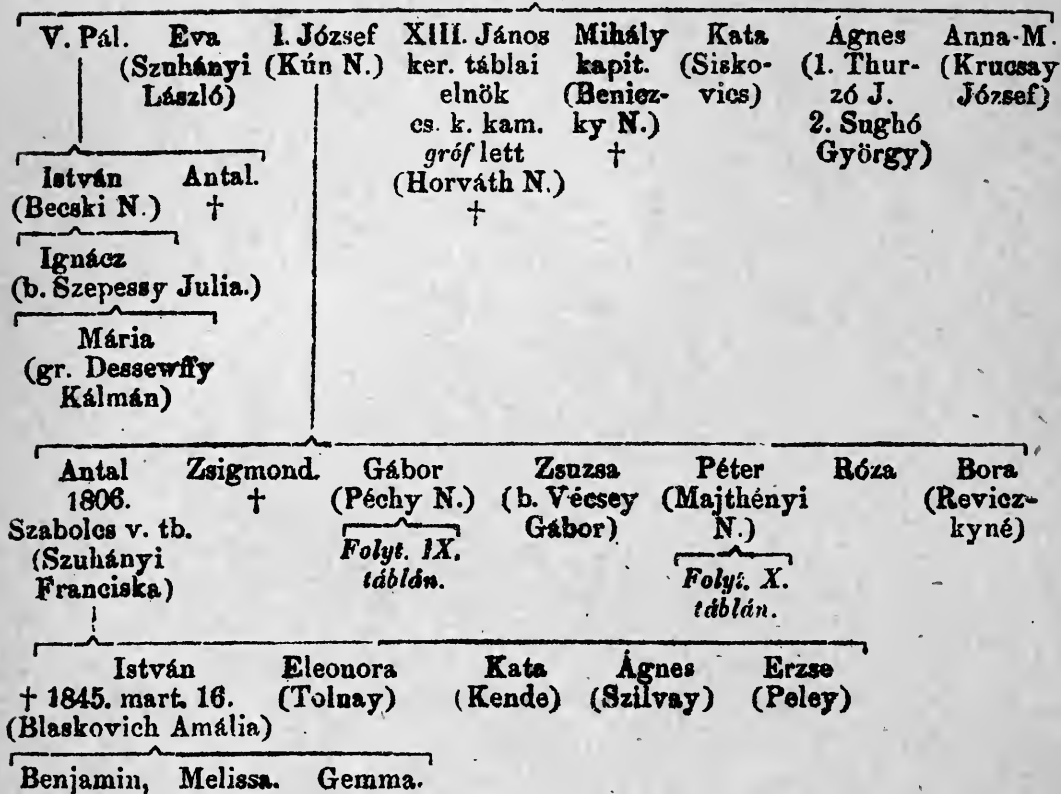 V. Pál. Eva I. József XIII. János Mihály Kata Ágnes Anna-M.
(Szuhányi (Kún N.) ker. táblai kapit. (Sisko- (1. Thur- (Krucsay
László) elnök (Benicz- vics) zó J. József)
cs. k. kam. ky N.) 2. Sughó
gróf lett † György)
(Horváth N.)
†
István Antal.
(Becski N.) †
Ignácz
(b. Szepessy Julia.)
Mária
(gr. Dessewffy
Kálmán)
Antal Zsigmond. Gábor Zsuzsa Péter Róza Bora
1806. † (Péchy N.) (b. Vécsey (Majthényi (Revicz-
Szabolcs v. tb. Folyt. IX. Gábor) N.) kyné)
(Szuhányi táblán. Folyt. X.
Franciska) táblán.
István Eleonora Kata Ágnes Erzse
† 1845. mart. 16. (Tolnay) (Kende) (Szilvay) (Peley)
(Blaskovich Amália)
Benjamin, Melissa. Gemma.